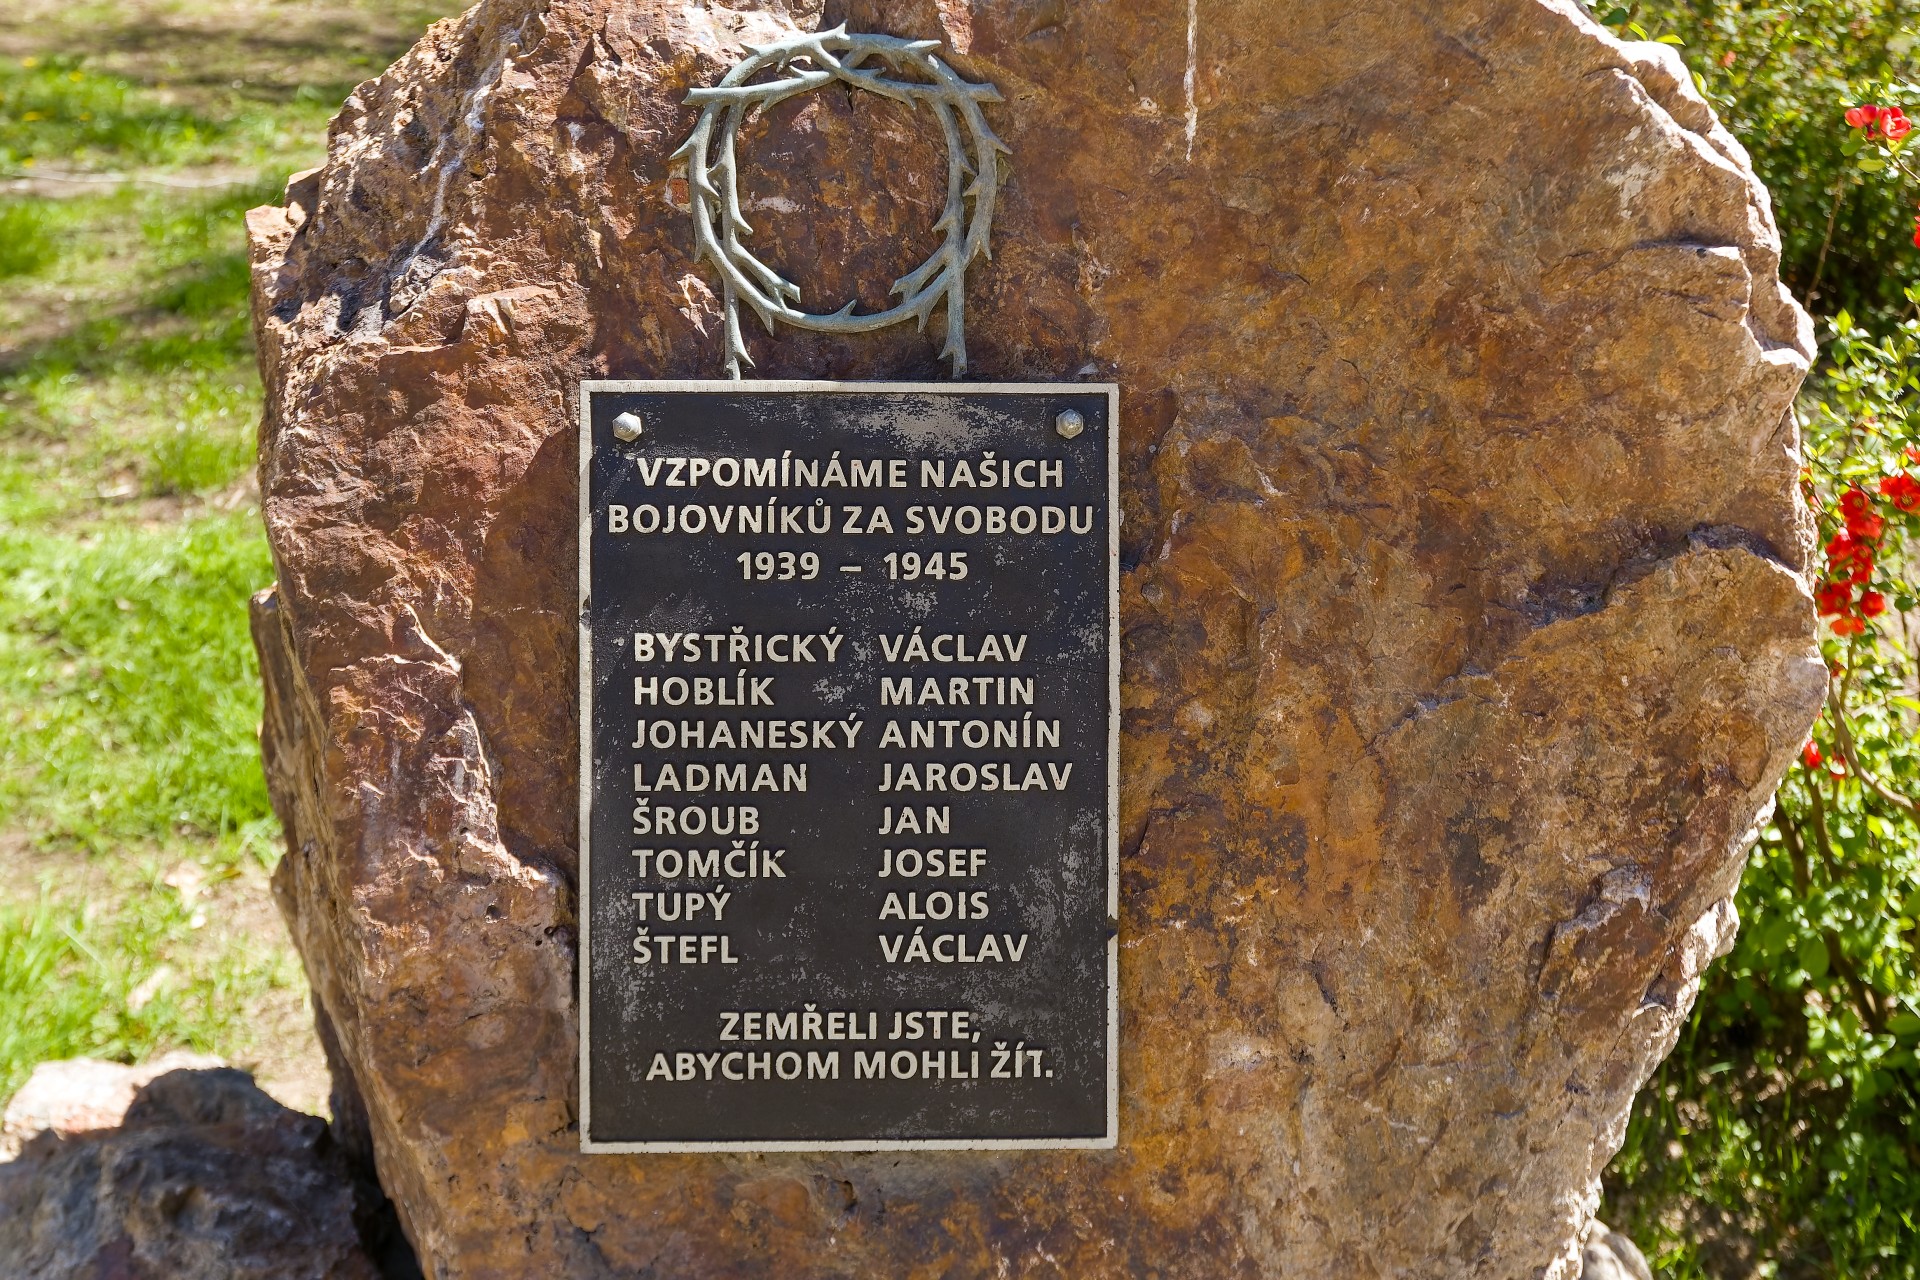 VZPOMÍNÁME NAŠICH
BOJOVNÍKŮ ZA SVOBODU
1939 – 1945
BYSTŘICKÝ VÁCLAV
HOBLÍK MARTIN
JOHANESKÝ ANTONÍN
LADMAN JAROSLAV
ŠROUB JAN
TOMČÍK JOSEF
TUPÝ ALOIS
ŠTEFL VÁCLAV
ZEMŘELI JSTE,
ABYCHOM MOHLI ŽÍT.